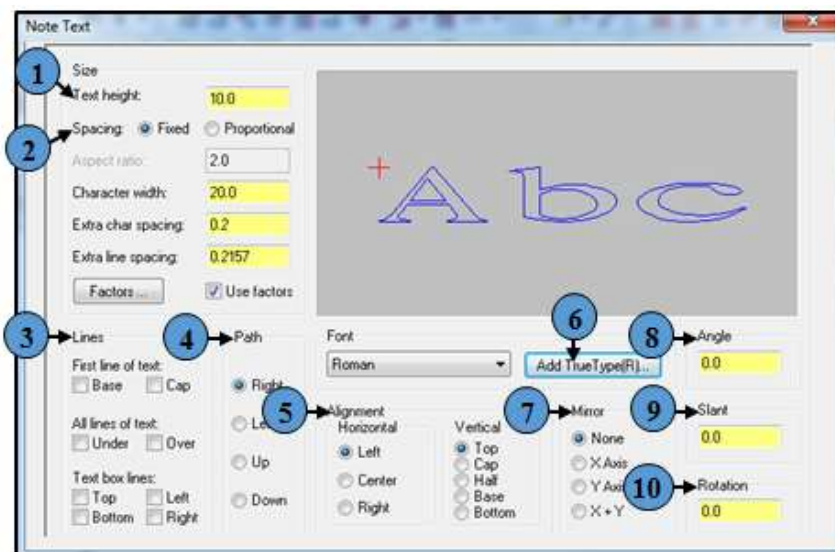 Note Text
Size
1
Text height: 10.0
2
Spacing: Fixed Proportional
Aspect ratio: 2.0
Character width: 20.0
Extra char spacing: 0.2
Extra line spacing: 0.2157
Factors ... Use factors
Abc
3
Lines
First line of text:
Base Cap
All lines of text:
Under Over
Text box lines:
Top Left
Bottom Right
4
Path
Right
Up
Down
Font
Roman
6
Add TrueType(R)...
5
Alignment
Horizontal
Left
Center
Right
Vertical
Top
Cap
Half
Base
Bottom
7
Mirror
None
X Axis
Y Axis
X + Y
8
Angle
0.0
9
Slant
0.0
10
Rotation
0.0